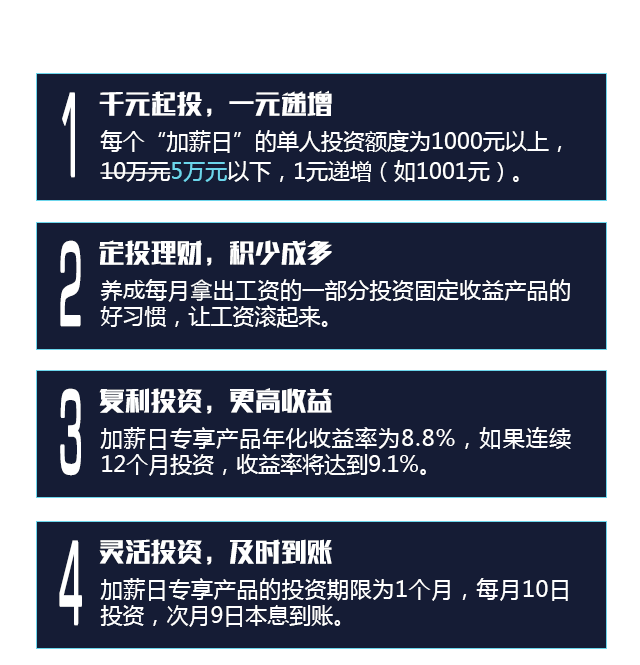 1
千元起投，一元递增
每个“加薪日”的单人投资额度为1000元以上，
10万元5万元以下，1元递增（如1001元）。
2
定投理财，积少成多
养成每月拿出工资的一部分投资固定收益产品的
好习惯，让工资滚起来。
3
复利投资，更高收益
加薪日专享产品年化收益率为8.8%，如果连续
12个月投资，收益率将达到9.1%。
4
灵活投资，及时到账
加薪日专享产品的投资期限为1个月，每月10日
投资，次月9日本息到账。